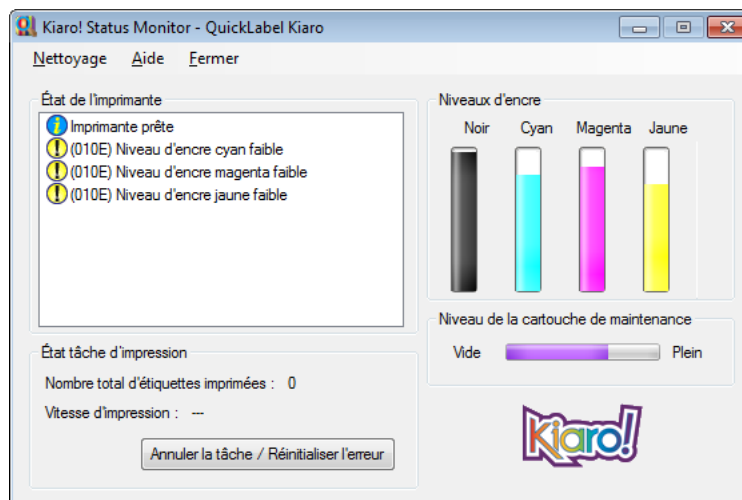 Kiaro! Status Monitor - QuickLabel Kiaro
Nettoyage Aide Fermer
État de l'imprimante
Imprimante prête
(010E) Niveau d'encre cyan faible
(010E) Niveau d'encre magenta faible
(010E) Niveau d'encre jaune faible
État tâche d'impression
Nombre total d'étiquettes imprimées : 0
Vitesse d'impression : ---
Annuler la tâche / Réinitialiser l'erreur
Niveaux d'encre
Noir Cyan Magenta Jaune
Niveau de la cartouche de maintenance
Vide Plein
Kiaro!